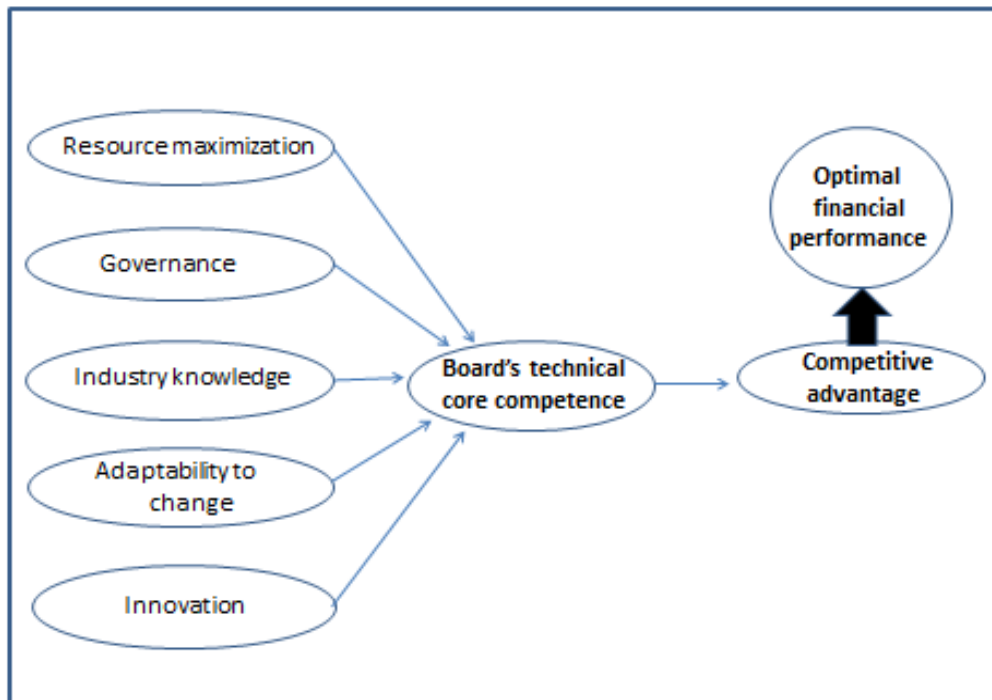 Resource maximization
Governance
Industry knowledge
Adaptability to
change
Innovation
Board's technical
core competence
Competitive
advantage
Optimal
financial
performance